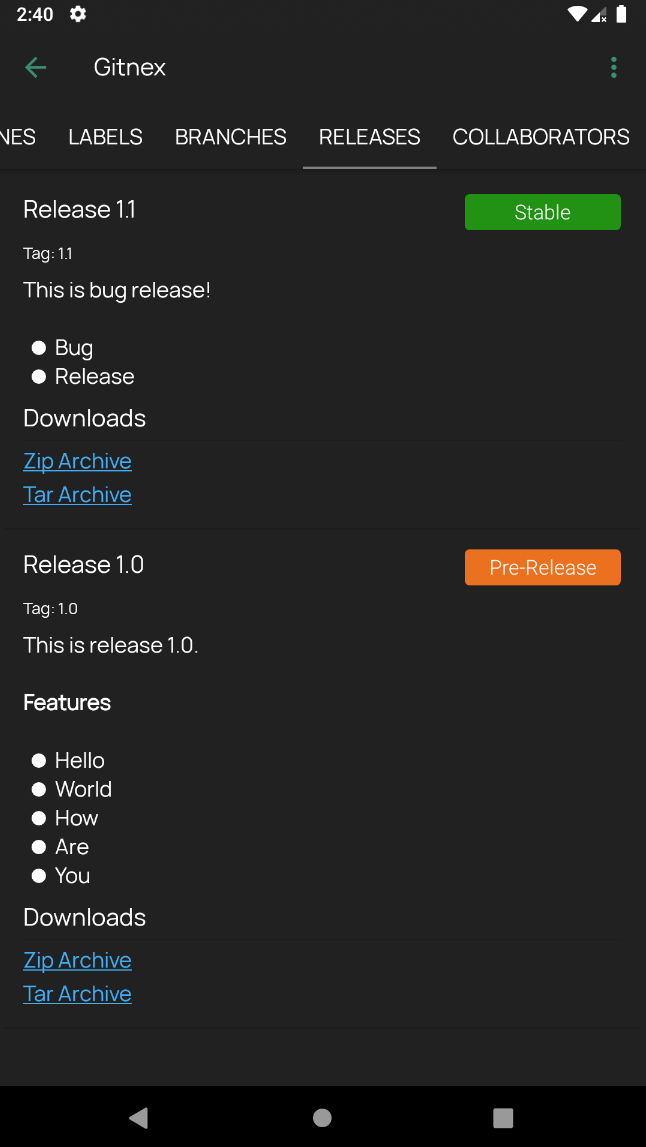 2:40
Gitnex
NES LABELS BRANCHES RELEASES COLLABORATORS
Release 1.1
Stable
Tag: 1.1
This is bug release!
Bug
Release
Downloads
Zip Archive
Tar Archive
Release 1.0
Pre-Release
Tag: 1.0
This is release 1.0.
Features
Hello
World
How
Are
You
Downloads
Zip Archive
Tar Archive